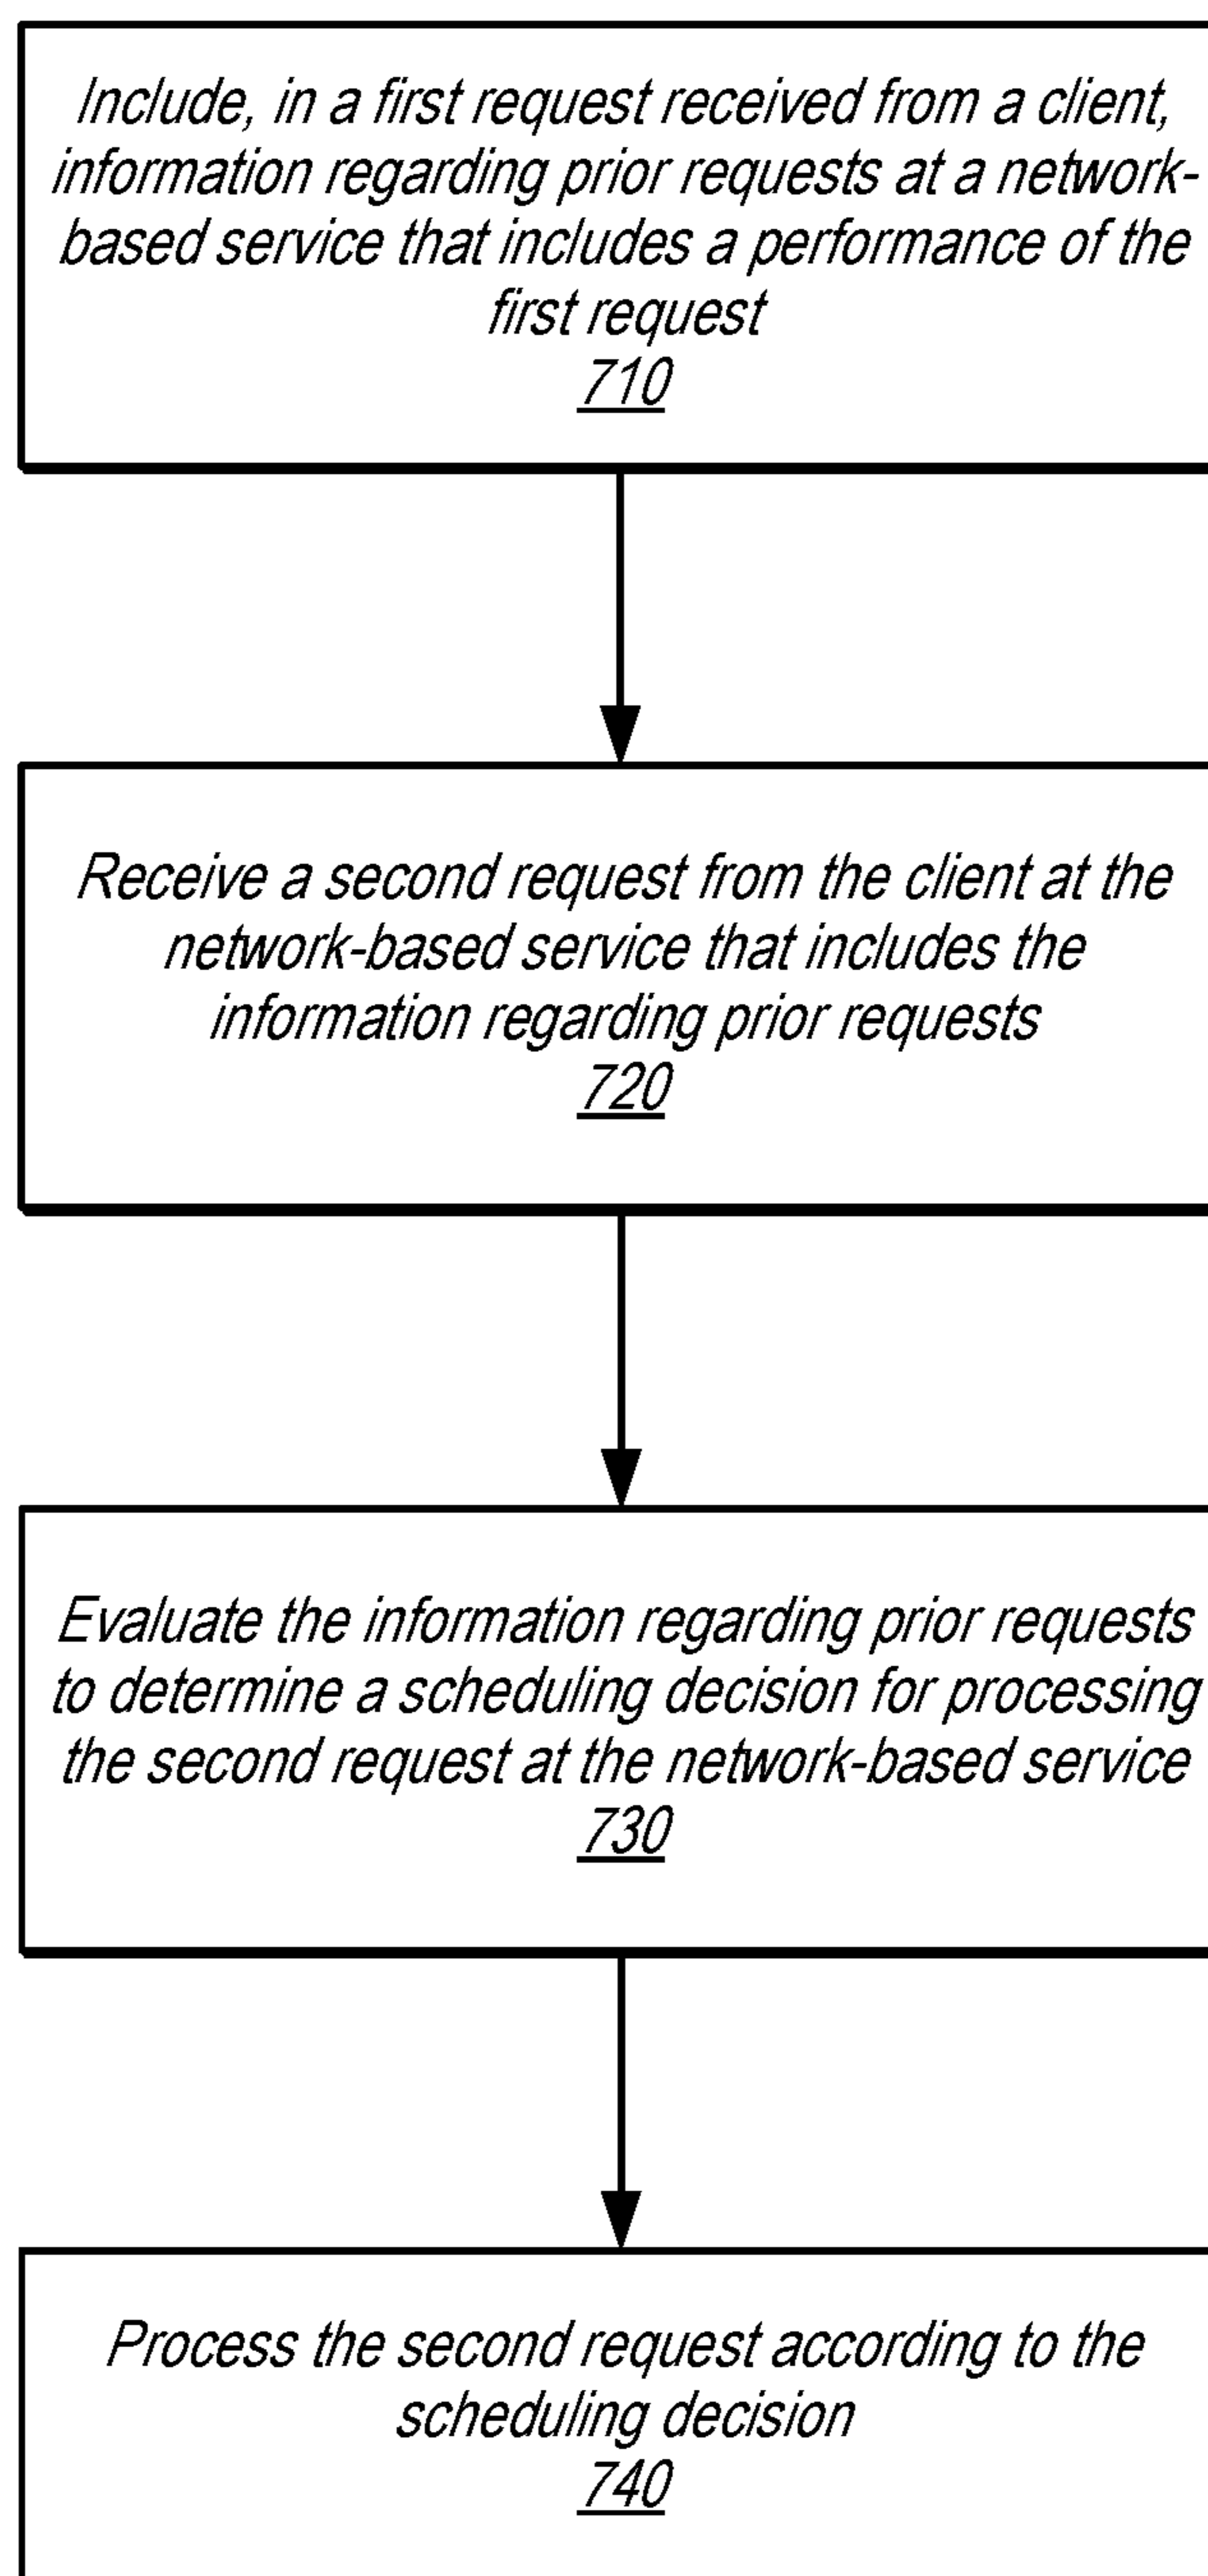 Include, in a first request received from a client,
information regarding prior requests at a network-
based service that includes a performance of the
first request
710
Receive a second request from the client at the
network-based service that includes the
information regarding prior requests
720
Evaluate the information regarding prior requests
to determine a scheduling decision for processing
the second request at the network-based service
730
Process the second request according to the
scheduling decision
740